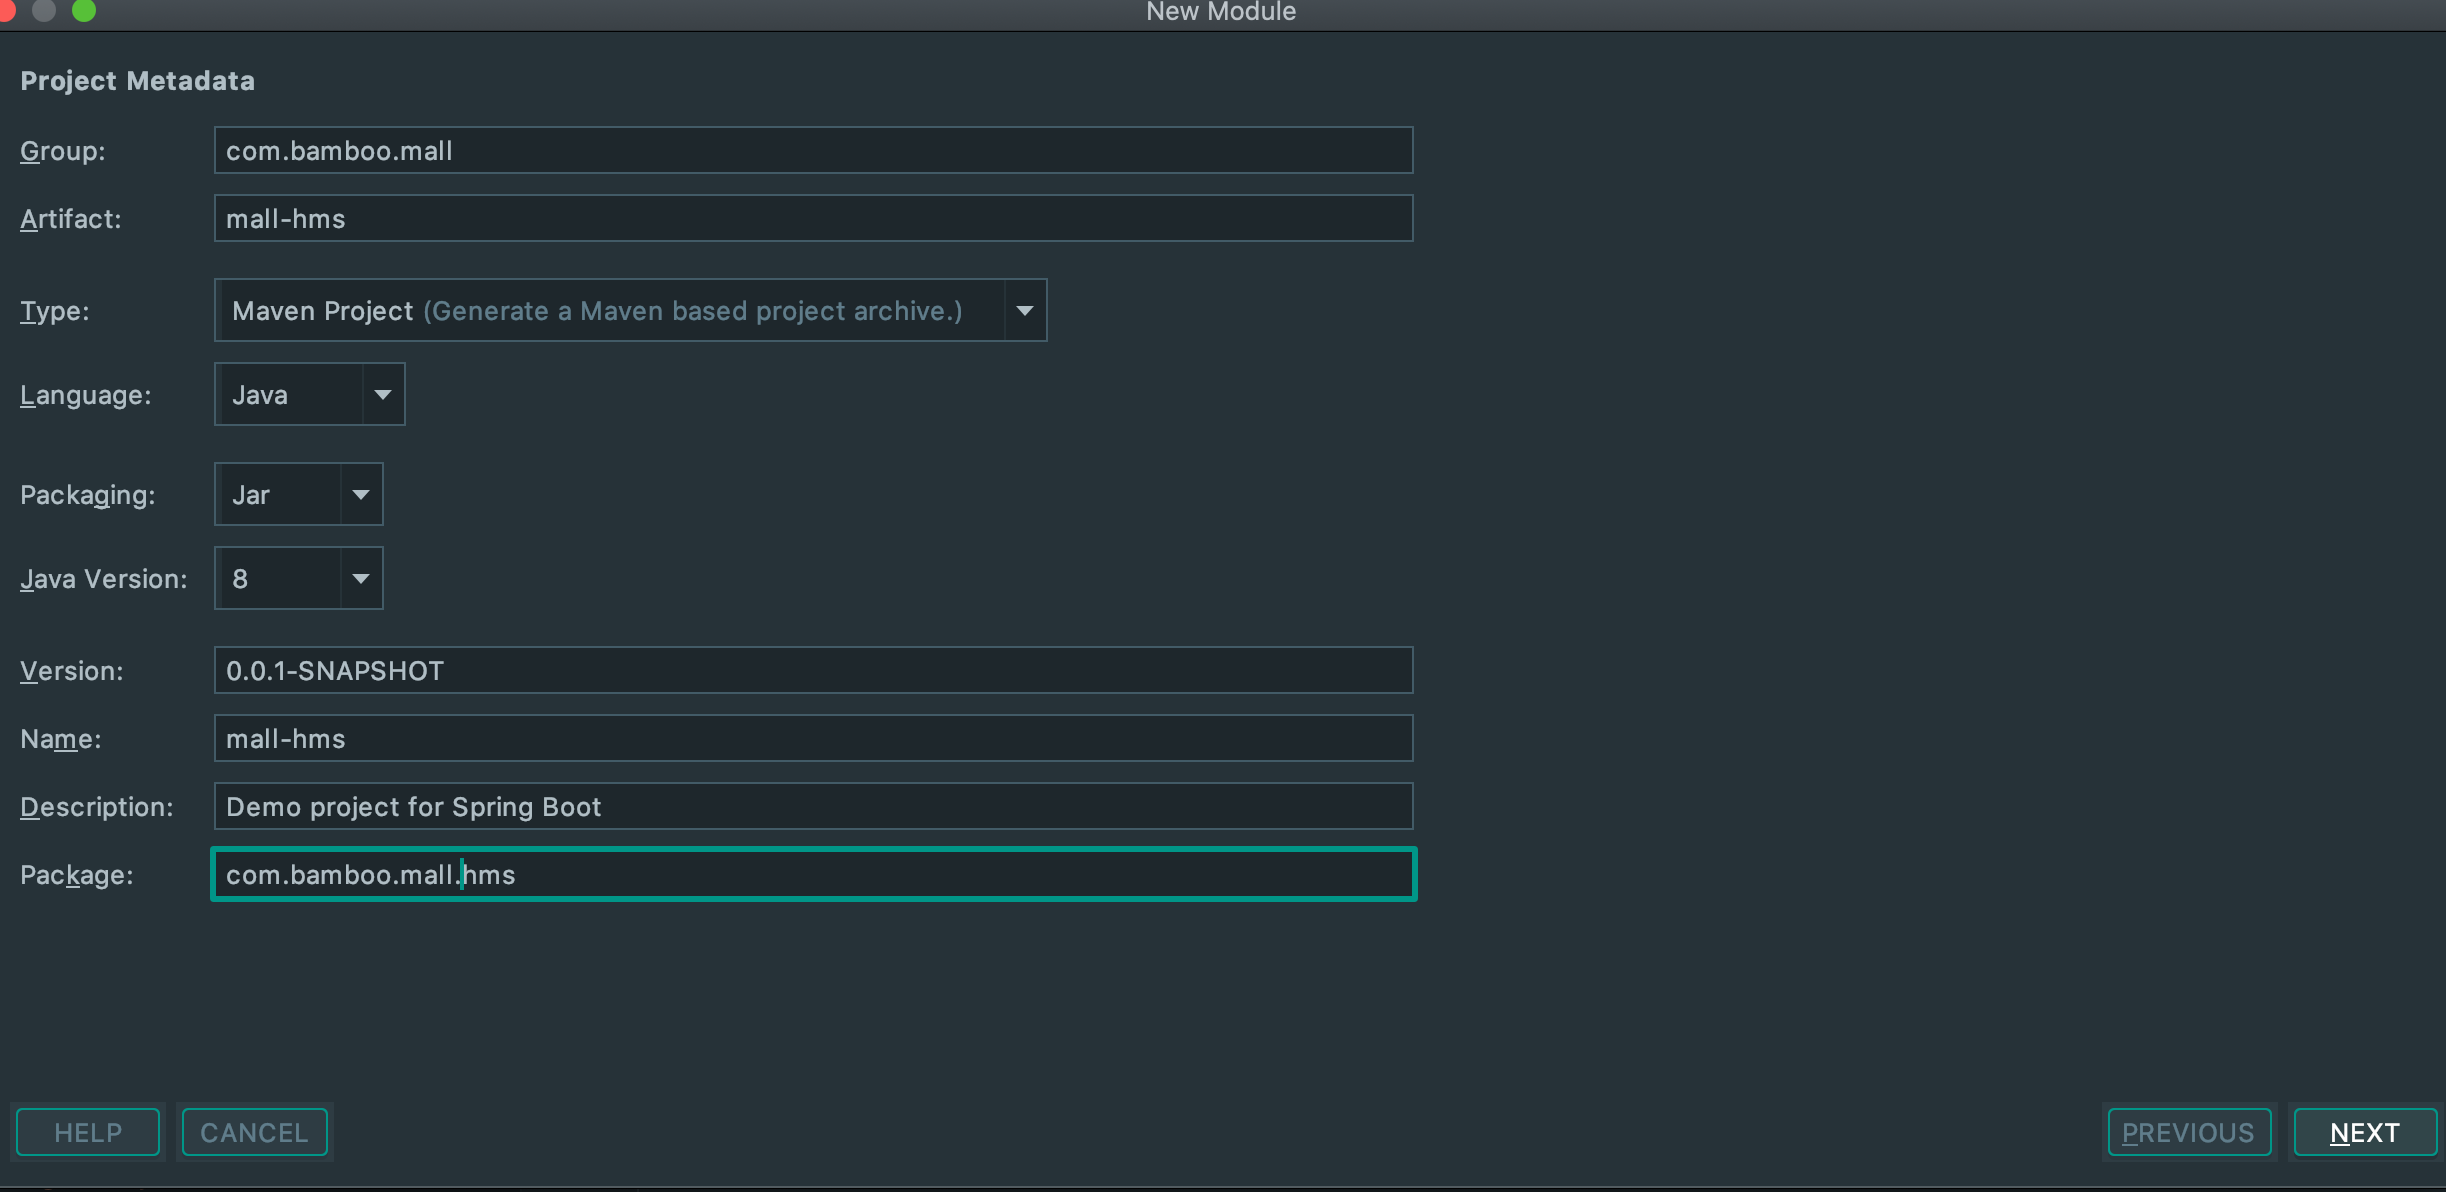 New Module
Project Metadata
Group: com.bamboo.mall
Artifact: mall-hms
Type: Maven Project (Generate a Maven based project archive.)
Language: Java
Packaging: Jar
Java Version: 8
Version: 0.0.1-SNAPSHOT
Name: mall-hms
Description: Demo project for Spring Boot
Package: com.bamboo.mall.hms
HELP CANCEL PREVIOUS NEXT